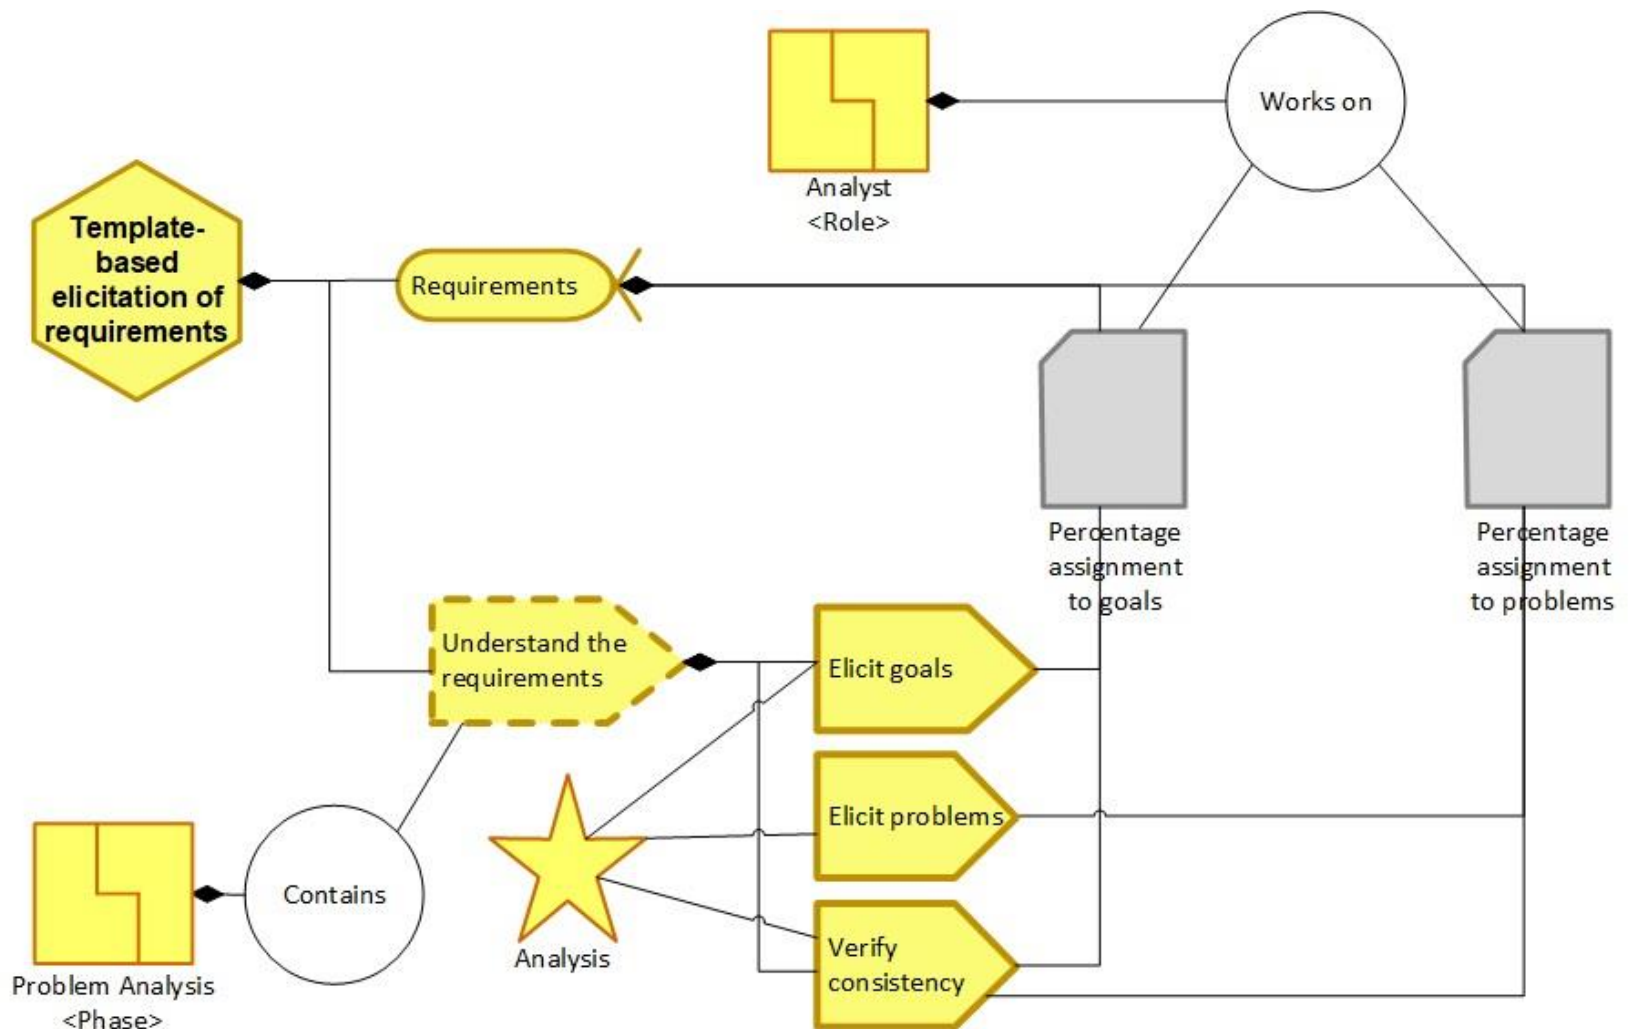 Works on
Analyst
<Role>
Template-
based
elicitation of
requirements
Requirements
Percentage
assignment
to goals
Percentage
assignment
to problems
Understand the
requirements
Elicit goals
Elicit problems
Contains
Verify
consistency
Analysis
Problem Analysis
<Phase>